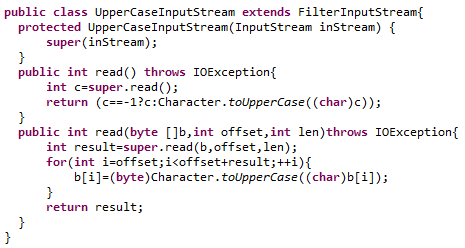 public class UpperCaseInputStream extends FilterInputStream{
  protected UpperCaseInputStream(InputStream inStream) {
      super(inStream);
  }
  public int read() throws IOException{
      int c=super.read();
      return (c==-1?c:Character.toUpperCase((char)c));
  }
  public int read(byte []b,int offset,int len)throws IOException{
      int result=super.read(b,offset,len);
      for(int i=offset;i<offset+result;++i){
          b[i]=(byte)Character.toUpperCase((char)b[i]);
      }
      return result;
  }
}